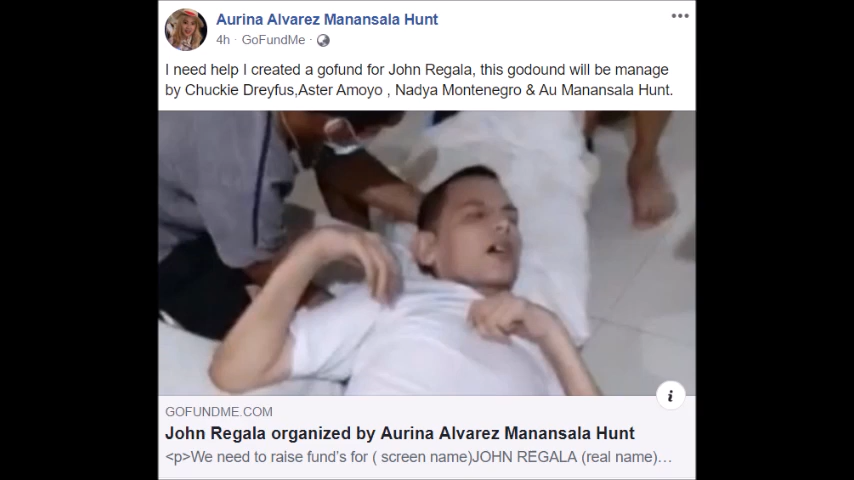 Aurina Alvarez Manansala Hunt
4h · GoFundMe ·
I need help I created a gofund for John Regala, this godound will be manage
by Chuckie Dreyfus,Aster Amoyo , Nadya Montenegro & Au Manansala Hunt.
i
GOFUNDME.COM
John Regala organized by Aurina Alvarez Manansala Hunt
<p>We need to raise fund's for ( screen name)JOHN REGALA (real name)...